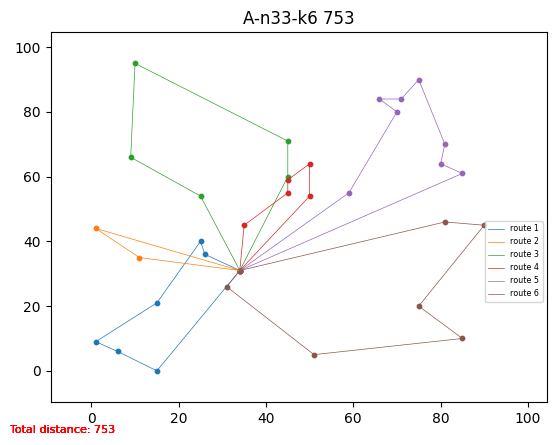 A-n33-k6 753
100
80
60
40
20
0
0 20 40 60 80 100
route 1
route 2
route 3
route 4
route 5
route 6
Total distance: 753